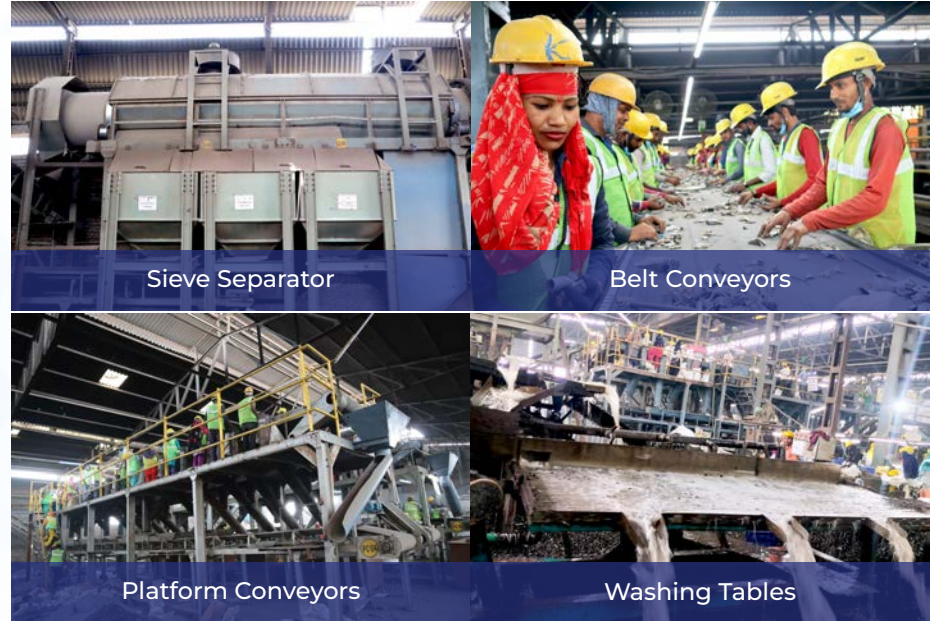 Sieve Separator
Belt Conveyors
Platform Conveyors
Washing Tables